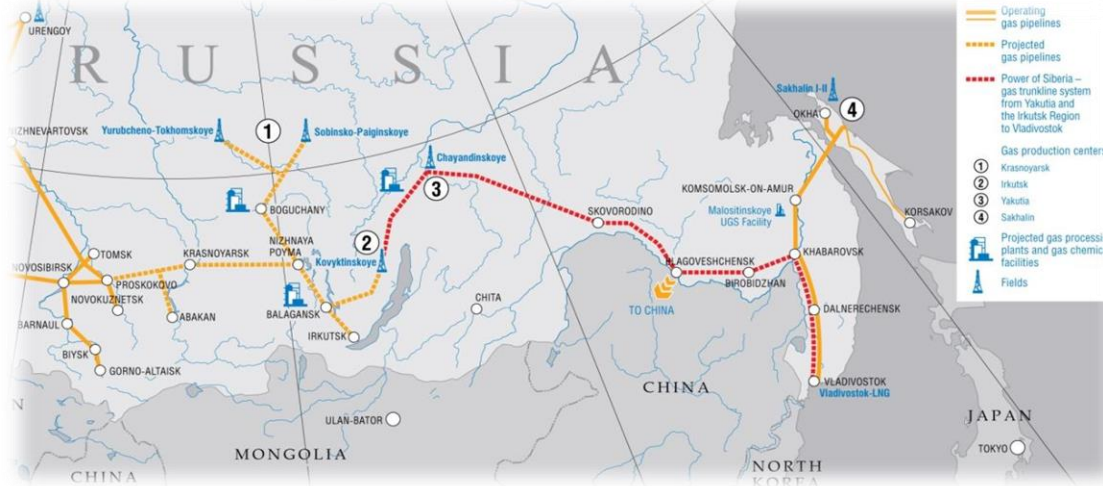 URENGOY
RUSSIA
NIZHNEVARTOVSK
Yurubcheno-Tokhomskoye
1
Sobinsko-Paiginskoye
Chayandinskoye
3
BOGUCHANY
2
NIZHNAYA
POYMA
Kovyktinskoye
TOMSK
KRASNOYARSK
NOVOSIBIRSK
PROSKOKOVO
NOVOKUZNETSK
ABAKAN
BARNAUL
BIYSK
GORNO-ALTAISK
BALAGANSK
IRKUTSK
CHITA
ULAN-BATOR
MONGOLIA
CHINA
SKOVORODINO
BLAGOVESHCHENSK
BIROBIDZHAN
TO CHINA
CHINA
Sakhalin I-II
OKHA
4
KOMSOMOLSK-ON-AMUR
Malositinskoye
UGS Facility
KORSAKOV
KHABAROVSK
DALNERECHENSK
VLADIVOSTOK
Vladivostok-LNG
JAPAN
TOKYO
NORTH
KOREA
Operating
gas pipelines
Projected
gas pipelines
Power of Siberia –
gas trunkline system
from Yakutia and
the Irkutsk Region
to Vladivostok
Gas production centers
1 Krasnoyarsk
2 Irkutsk
3 Yakutia
4 Sakhalin
Projected gas processi
plants and gas chemic
facilities
Fields